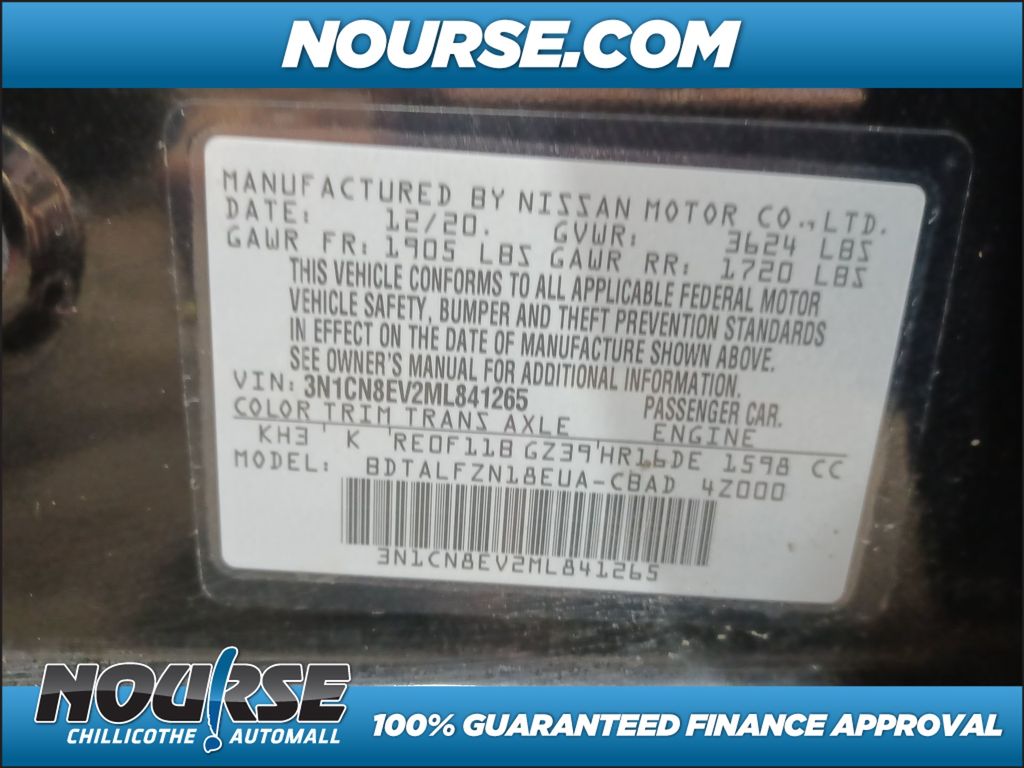 NOURSE.COM
MANUFACTURED BY NISSAN MOTOR CO., LTD.
DATE: 12/20. GVWR: 3624 LBS
GAWR FR: 1905 LBS GAWR RR: 1720 LBS
THIS VEHICLE CONFORMS TO ALL APPLICABLE FEDERAL MOTOR
VEHICLE SAFETY, BUMPER AND THEFT PREVENTION STANDARDS
IN EFFECT ON THE DATE OF MANUFACTURE SHOWN ABOVE.
SEE OWNER'S MANUAL FOR ADDITIONAL INFORMATION.
VIN: 3N1CN8EV2ML841265 PASSENGER CAR.
COLOR TRIM TRANS AXLE ENGINE
KH3 K RE0F11B GZ39 HR16DE 1598 CC
MODEL: BDTALFZN18EUA-CBAD 4Z000
3N1CN8EV2ML841265
NOURSE
CHILLICOTHE AUTOMALL
100% GUARANTEED FINANCE APPROVAL